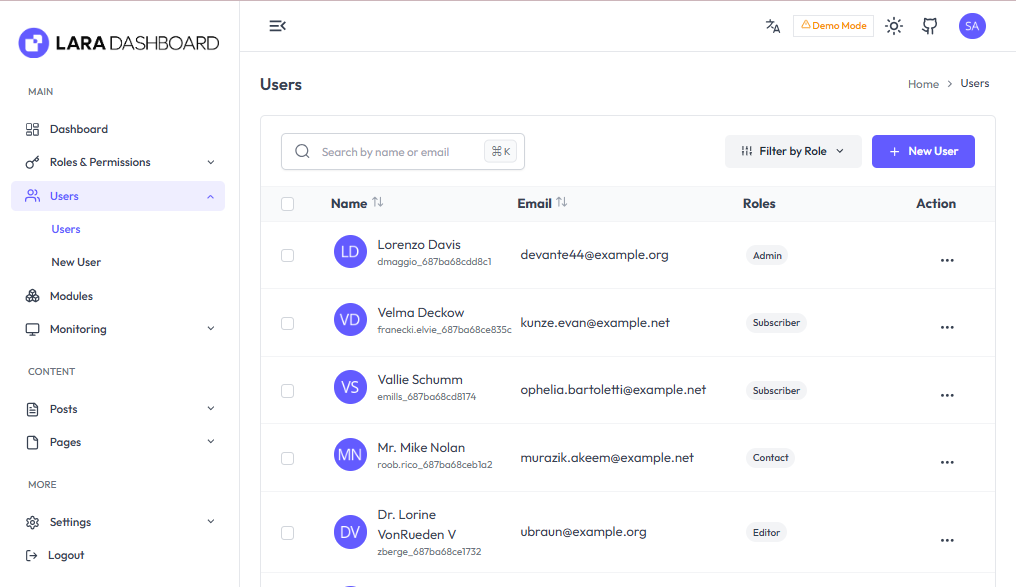 LARA DASHBOARD
Demo Mode
SA
MAIN
Dashboard
Roles & Permissions
Users
Users
New User
Modules
Monitoring
CONTENT
Posts
Pages
MORE
Settings
Logout
Users
Home > Users
Search by name or email ⌘K
Filter by Role
+ New User
Name Email Roles Action
LD Lorenzo Davis devante44@example.org Admin ...
dmaggio_687ba68cdd8c1
VD Velma Deckow kunze.evan@example.net Subscriber ...
franecki.elvie_687ba68ce835c
VS Vallie Schumm ophelia.bartoletti@example.net Subscriber ...
emills_687ba68cd8174
MN Mr. Mike Nolan murazik.akeem@example.net Contact ...
roob.rico_687ba68ceb1a2
DV Dr. Lorine
VonRueden V ubraun@example.org Editor ...
zberge_687ba68ce1732